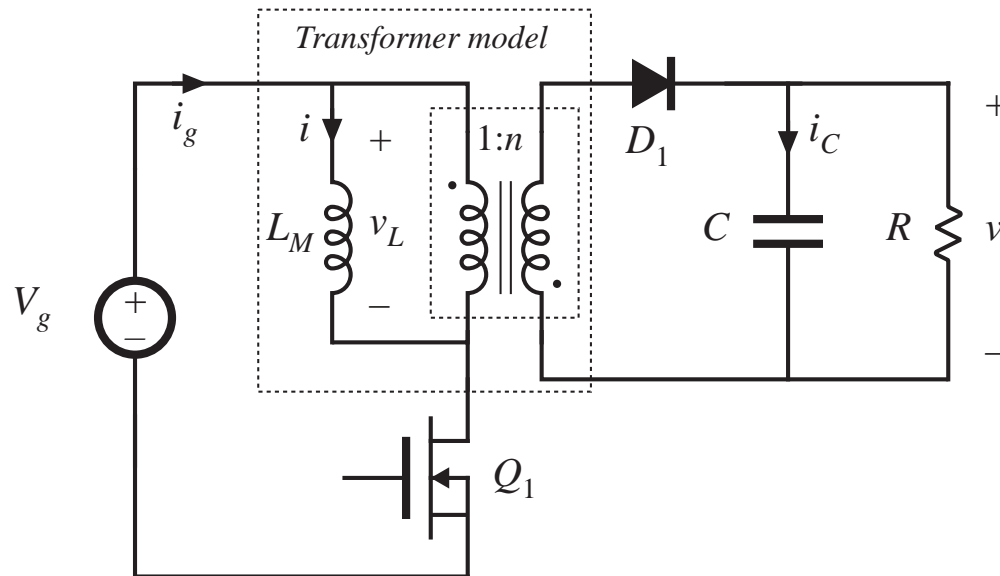 Transformer model
i_g
i
+
1:n
D_1
i_C
+
L_M
v_L
C
R
v
V_g
+
–
–
–
Q_1